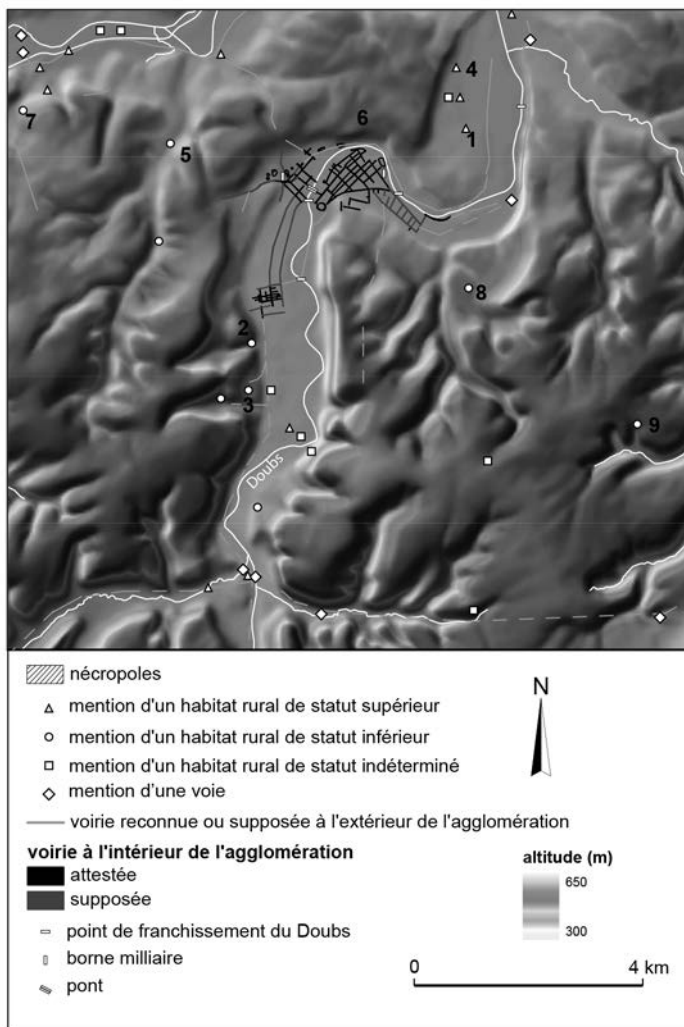 4
7
6
1
5
8
2
3
9
Doubs
nécropoles
mention d'un habitat rural de statut supérieur
mention d'un habitat rural de statut inférieur
mention d'un habitat rural de statut indéterminé
mention d'une voie
voirie reconnue ou supposée à l'extérieur de l'agglomération
voirie à l'intérieur de l'agglomération
attestée
supposée
point de franchissement du Doubs
borne milliaire
pont
N
altitude (m)
650
300
0 4 km